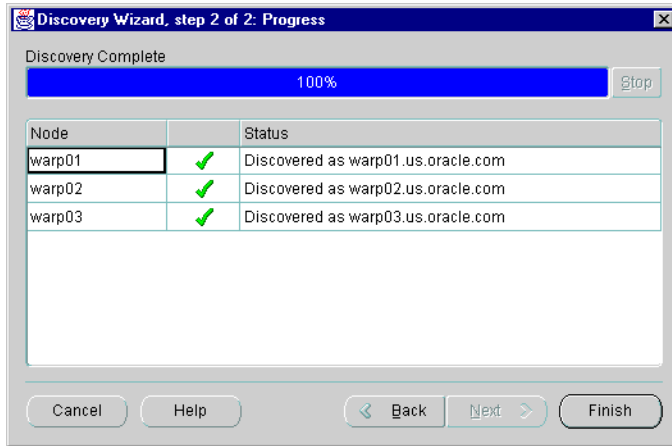 Discovery Wizard, step 2 of 2: Progress
Discovery Complete
100%
Stop
Node Status
warp01 Discovered as warp01.us.oracle.com
warp02 Discovered as warp02.us.oracle.com
warp03 Discovered as warp03.us.oracle.com
Cancel Help Back Next Finish